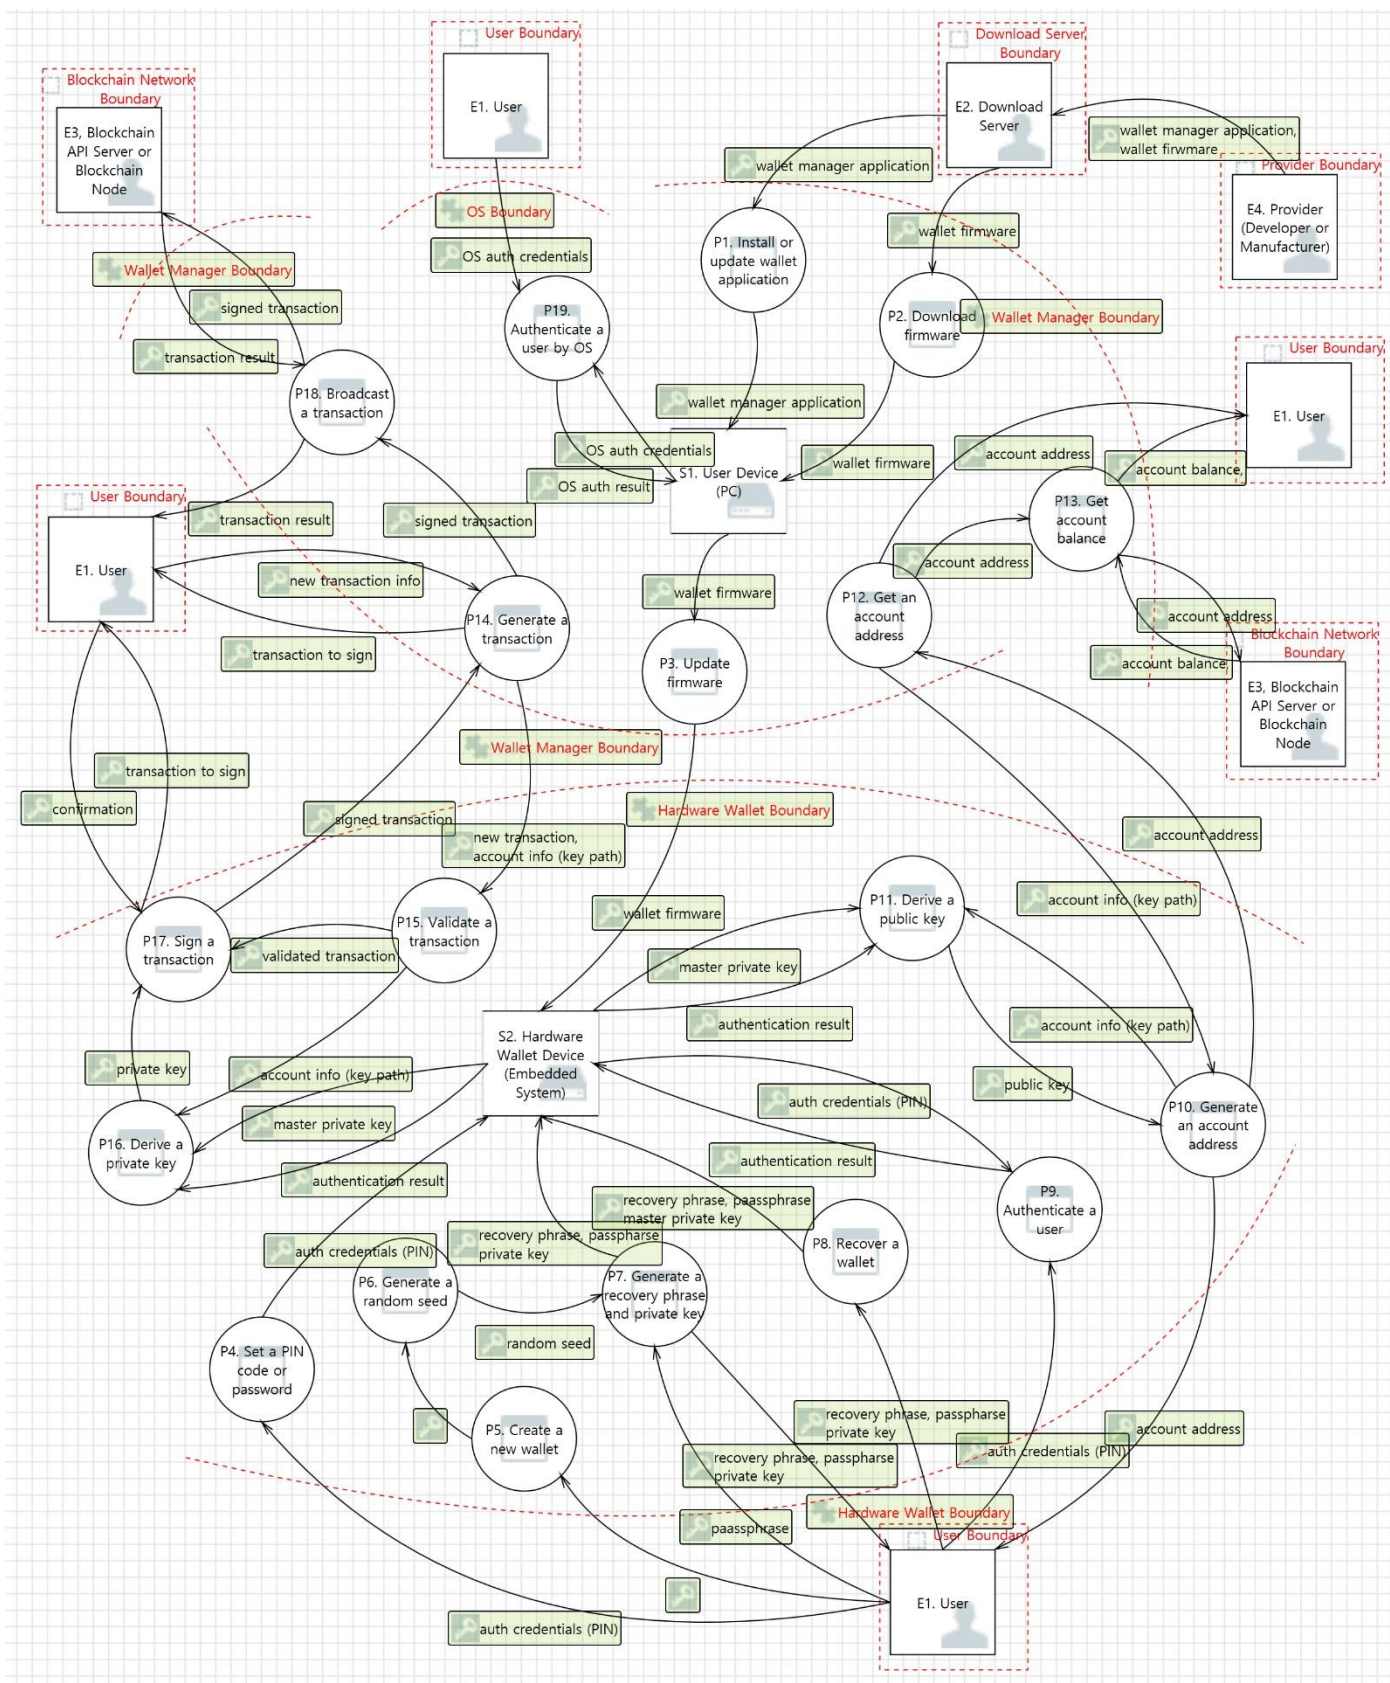 User Boundary
Download Server
Boundary
Blockchain Network
Boundary
E1. User
E2. Download
Server
E3, Blockchain
API Server or
Blockchain
Node
wallet manager application,
wallet firwmare
wallet manager application
Provider Boundary
E4. Provider
(Developer or
Manufacturer)
OS Boundary
P1. Install or
update wallet
application
wallet firmware
OS auth credentials
Wallet Manager Boundary
signed transaction
P19.
Authenticate a
user by OS
P2. Download
firmware
Wallet Manager Boundary
transaction result
User Boundary
P18. Broadcast
a transaction
wallet manager application
E1. User
OS auth credentials
account address
wallet firmware
account balance,
S1. User Device
(PC)
OS auth result
User Boundary
transaction result
signed transaction
P13. Get
account
balance
E1. User
new transaction info
account address
wallet firmware
P12. Get an
account
address
P14. Generate a
transaction
account address
Blockchain Network
Boundary
transaction to sign
account balance,
P3. Update
firmware
E3, Blockchain
API Server or
Blockchain
Node
Wallet Manager Boundary
transaction to sign
confirmation
Hardware Wallet Boundary
signed transaction
new transaction,
account info (key path)
account address
P11. Derive a
public key
account info (key path)
wallet firmware
P15. Validate a
transaction
P17. Sign a
transaction
validated transaction
master private key
authentication result
account info (key path)
S2. Hardware
Wallet Device
(Embedded
System)
private key
account info (key path)
public key
auth credentials (PIN)
P10. Generate
an account
address
master private key
P16. Derive a
private key
authentication result
authentication result
P9.
Authenticate a
user
recovery phrase, paassphrase
master private key
recovery phrase, passpharse
private key
P8. Recover a
wallet
auth credentials (PIN)
P6. Generate a
random seed
P7. Generate a
recovery phrase
and private key
random seed
P4. Set a PIN
code or
password
P5. Create a
new wallet
recovery phrase, passpharse
private key
account address
auth credentials (PIN)
recovery phrase, passpharse
private key
Hardware Wallet Boundary
paassphrase
User Boundary
E1. User
auth credentials (PIN)